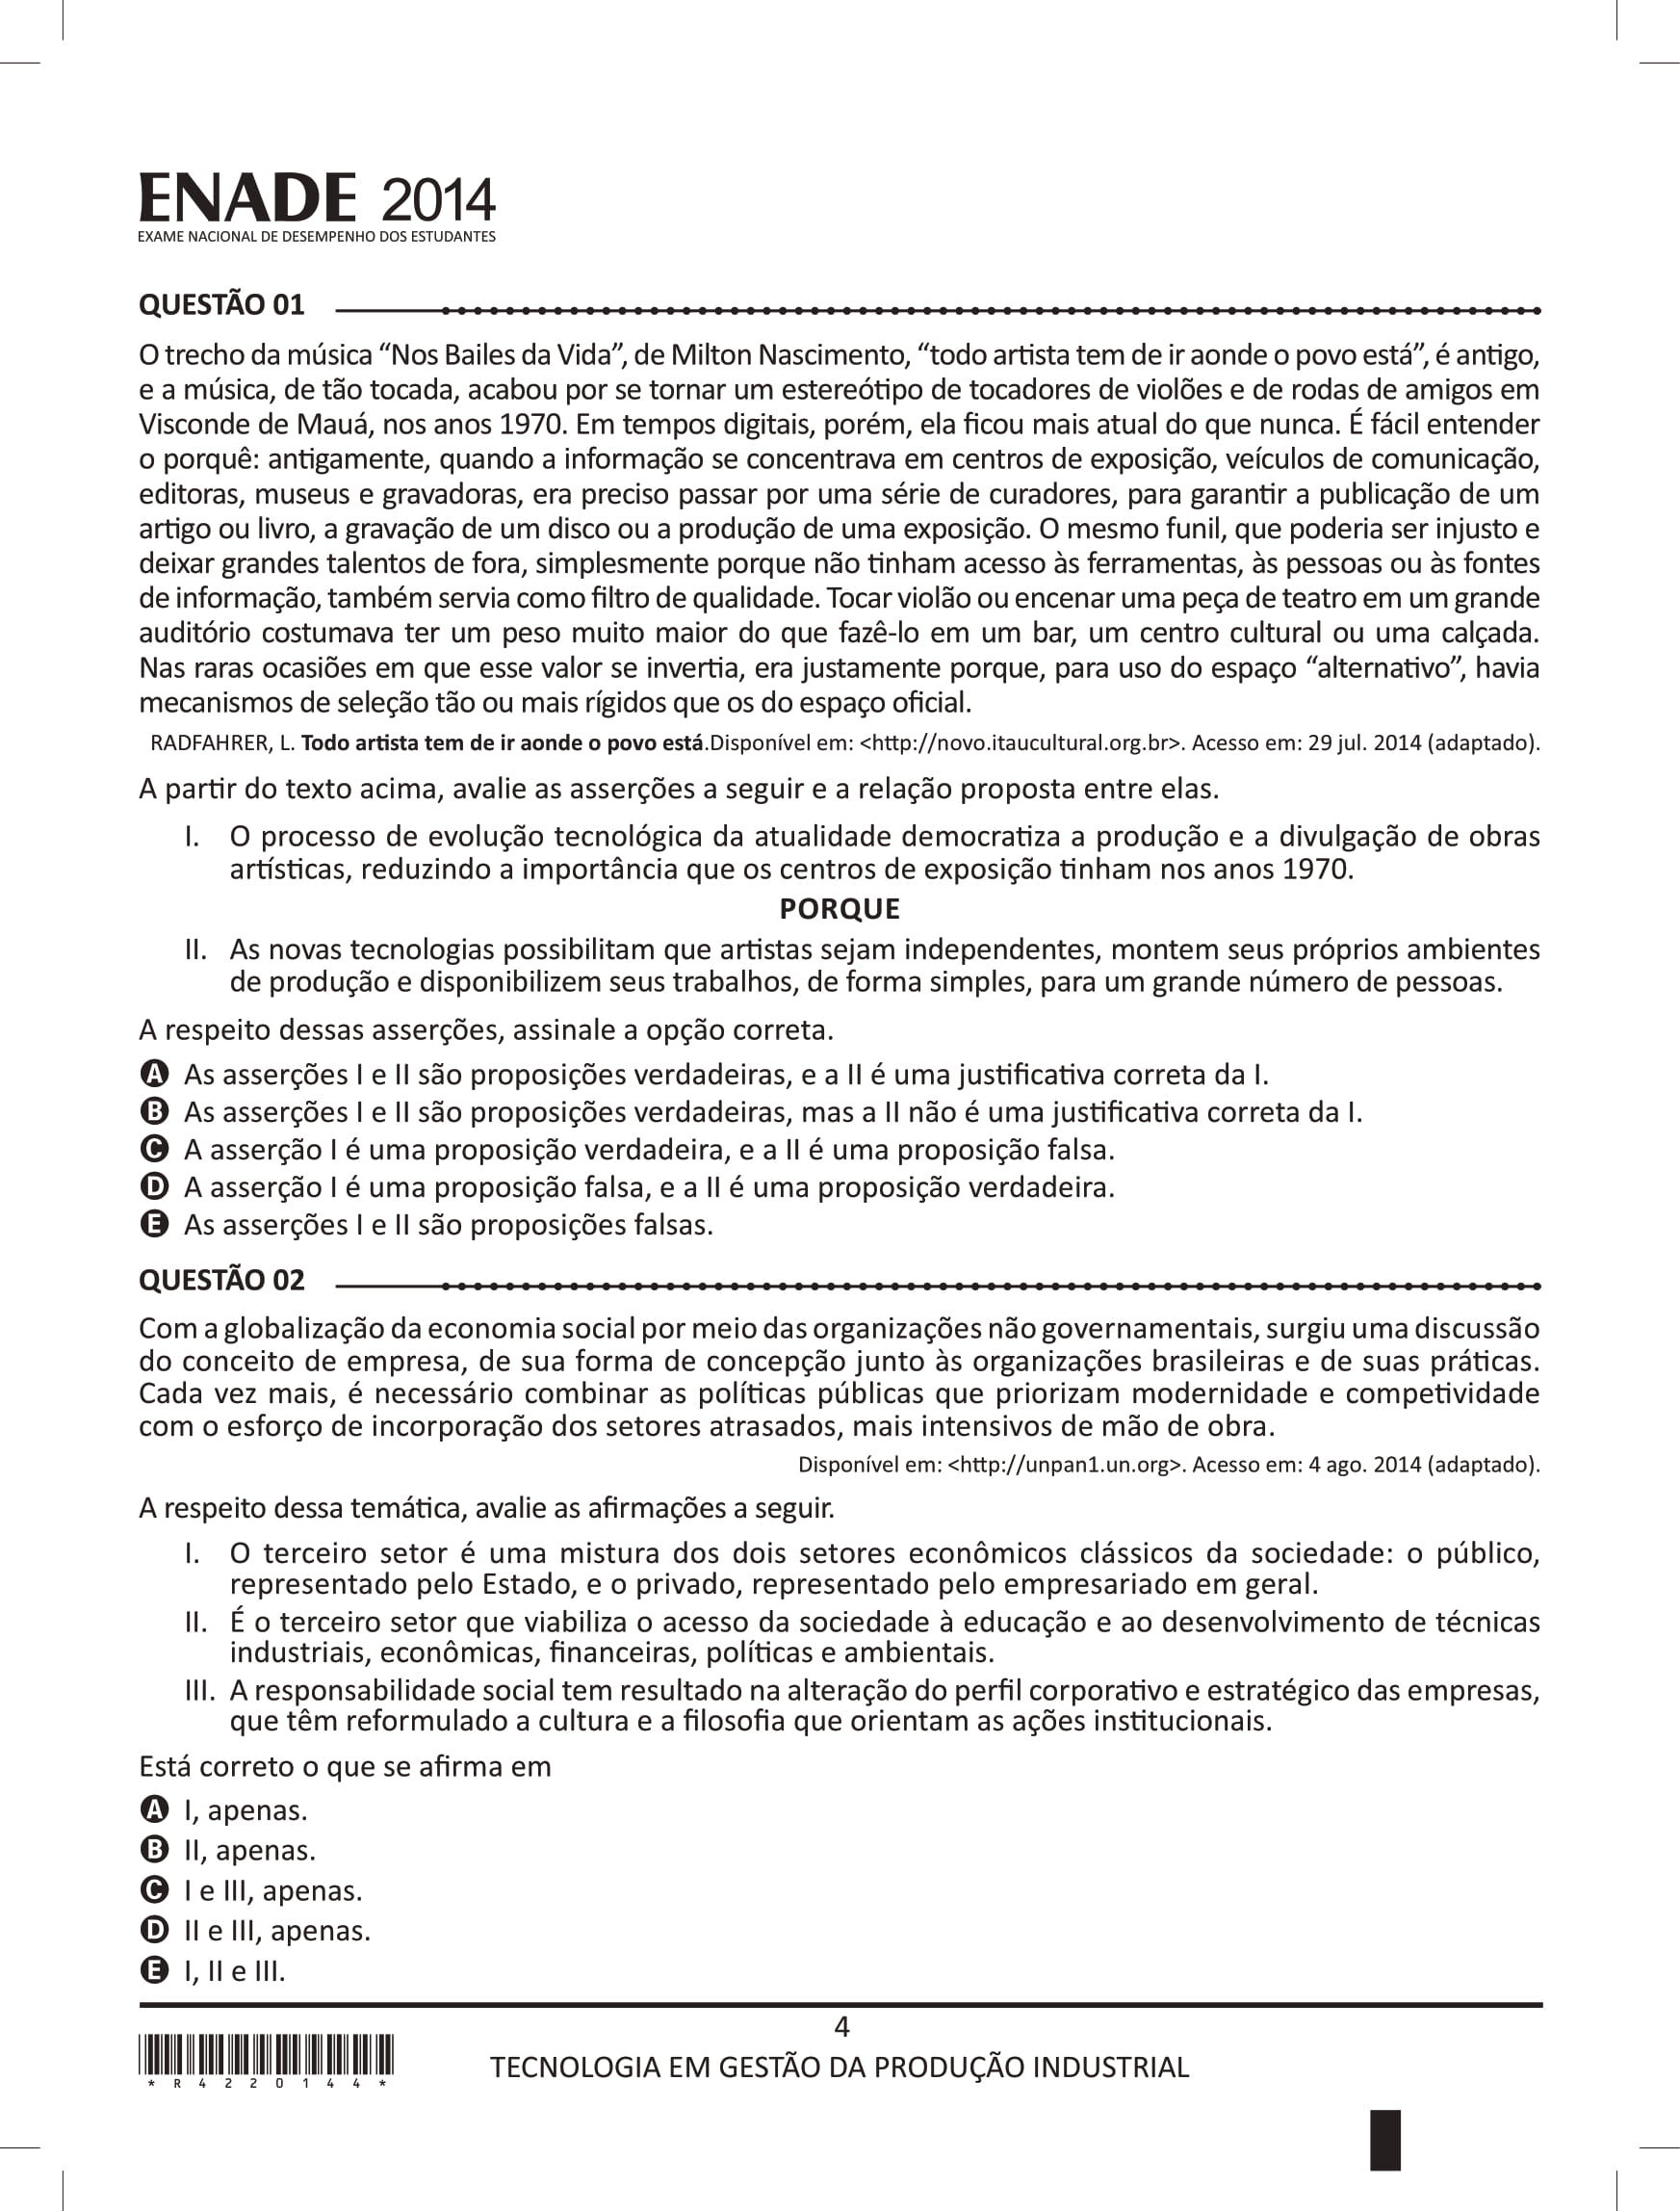 ENADE 2014
EXAME NACIONAL DE DESEMPENHO DOS ESTUDANTES
QUESTÃO 01
O trecho da música “Nos Bailes da Vida”, de Milton Nascimento, “todo artista tem de ir aonde o povo está”, é antigo,
e a música, de tão tocada, acabou por se tornar um estereótipo de tocadores de violões e de rodas de amigos em
Visconde de Mauá, nos anos 1970. Em tempos digitais, porém, ela ficou mais atual do que nunca. É fácil entender
o porquê: antigamente, quando a informação se concentrava em centros de exposição, veículos de comunicação,
editoras, museus e gravadoras, era preciso passar por uma série de curadores, para garantir a publicação de um
artigo ou livro, a gravação de um disco ou a produção de uma exposição. O mesmo funil, que poderia ser injusto e
deixar grandes talentos de fora, simplesmente porque não tinham acesso às ferramentas, às pessoas ou às fontes
de informação, também servia como filtro de qualidade. Tocar violão ou encenar uma peça de teatro em um grande
auditório costumava ter um peso muito maior do que fazê-lo em um bar, um centro cultural ou uma calçada.
Nas raras ocasiões em que esse valor se invertia, era justamente porque, para uso do espaço “alternativo”, havia
mecanismos de seleção tão ou mais rígidos que os do espaço oficial.
RADFAHRER, L. Todo artista tem de ir aonde o povo está.Disponível em: <http://novo.itaucultural.org.br>. Acesso em: 29 jul. 2014 (adaptado).
A partir do texto acima, avalie as asserções a seguir e a relação proposta entre elas.
I. O processo de evolução tecnológica da atualidade democratiza a produção e a divulgação de obras
artísticas, reduzindo a importância que os centros de exposição tinham nos anos 1970.
PORQUE
II. As novas tecnologias possibilitam que artistas sejam independentes, montem seus próprios ambientes
de produção e disponibilizem seus trabalhos, de forma simples, para um grande número de pessoas.
A respeito dessas asserções, assinale a opção correta.
A As asserções I e II são proposições verdadeiras, e a II é uma justificativa correta da I.
B As asserções I e II são proposições verdadeiras, mas a II não é uma justificativa correta da I.
C A asserção I é uma proposição verdadeira, e a II é uma proposição falsa.
D A asserção I é uma proposição falsa, e a II é uma proposição verdadeira.
E As asserções I e II são proposições falsas.
QUESTÃO 02
Com a globalização da economia social por meio das organizações não governamentais, surgiu uma discussão
do conceito de empresa, de sua forma de concepção junto às organizações brasileiras e de suas práticas.
Cada vez mais, é necessário combinar as políticas públicas que priorizam modernidade e competividade
com o esforço de incorporação dos setores atrasados, mais intensivos de mão de obra.
Disponível em: <http://unpan1.un.org>. Acesso em: 4 ago. 2014 (adaptado).
A respeito dessa temática, avalie as afirmações a seguir.
I. O terceiro setor é uma mistura dos dois setores econômicos clássicos da sociedade: o público,
representado pelo Estado, e o privado, representado pelo empresariado em geral.
II. É o terceiro setor que viabiliza o acesso da sociedade à educação e ao desenvolvimento de técnicas
industriais, econômicas, financeiras, políticas e ambientais.
III. A responsabilidade social tem resultado na alteração do perfil corporativo e estratégico das empresas,
que têm reformulado a cultura e a filosofia que orientam as ações institucionais.
Está correto o que se afirma em
A I, apenas.
B II, apenas.
C I e III, apenas.
D II e III, apenas.
E I, II e III.
4
TECNOLOGIA EM GESTÃO DA PRODUÇÃO INDUSTRIAL
* R 4 2 2 0 1 4 4 *